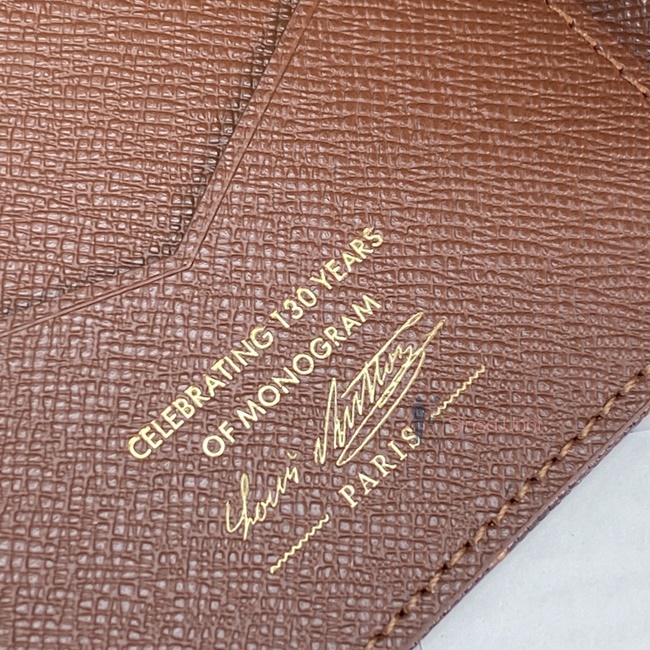 CELEBRATING 130 YEARS
OF MONOGRAM
Louis Vuitton
PARIS